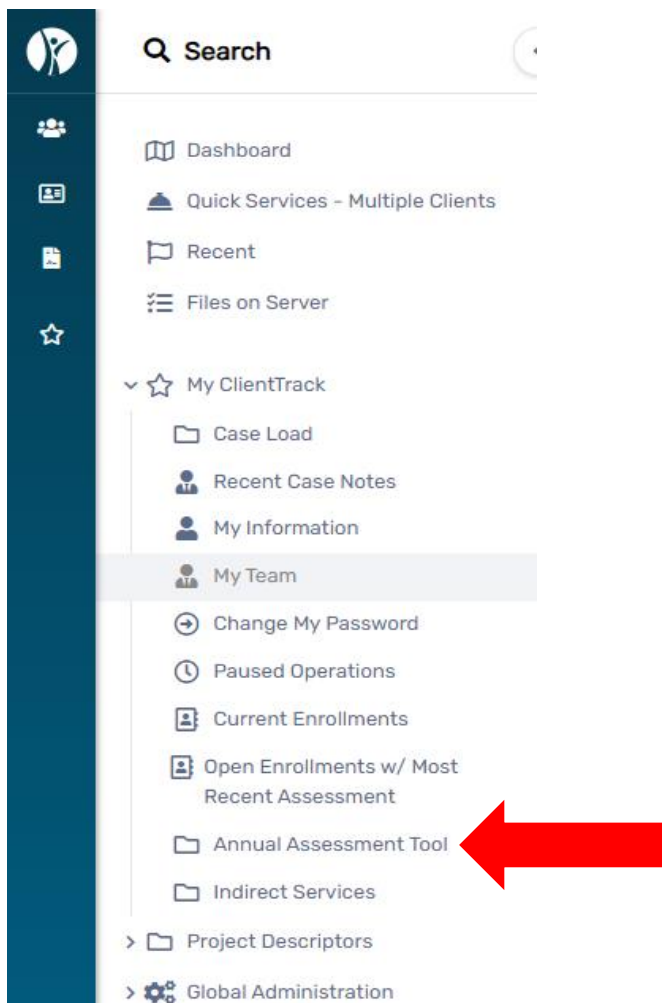 Search
Dashboard
Quick Services - Multiple Clients
Recent
Files on Server
My ClientTrack
Case Load
Recent Case Notes
My Information
My Team
Change My Password
Paused Operations
Current Enrollments
Open Enrollments w/ Most
Recent Assessment
Annual Assessment Tool
Indirect Services
Project Descriptors
Global Administration